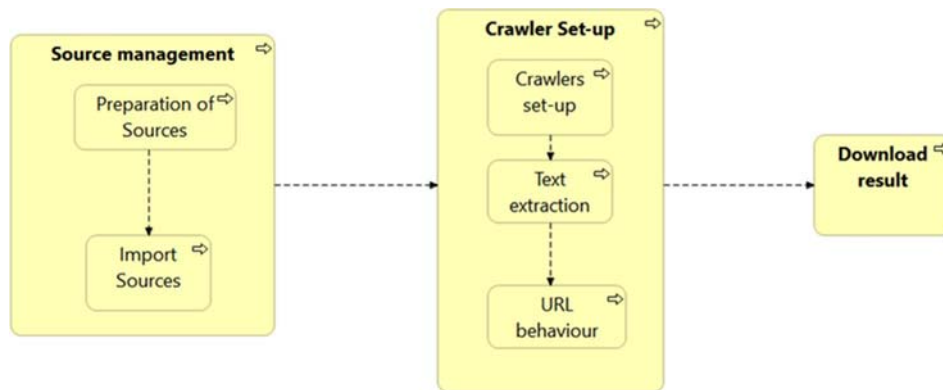 Source management
Preparation of
Sources
Import
Sources
Crawler Set-up
Crawlers
set-up
Text
extraction
URL
behaviour
Download
result